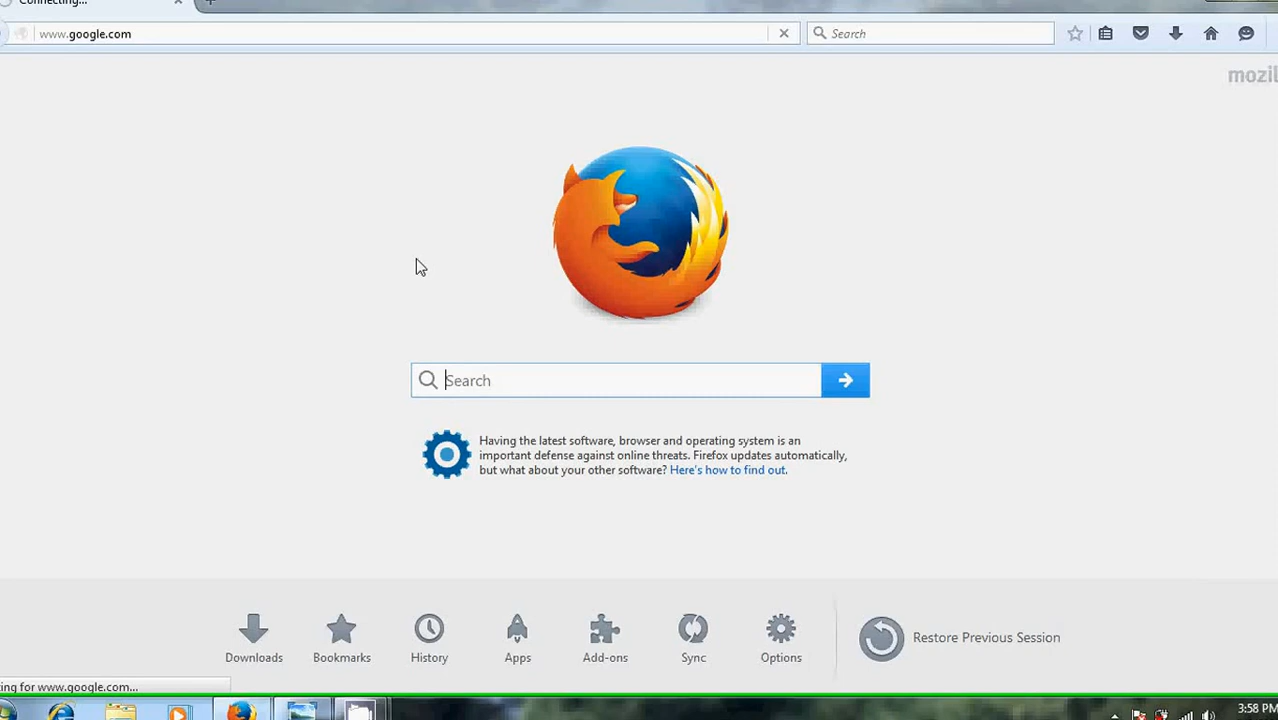 Connecting...
www.google.com
Search
mozil
Search
Having the latest software, browser and operating system is an
important defense against online threats. Firefox updates automatically,
but what about your other software? Here's how to find out.
Downloads
Bookmarks
History
Apps
Add-ons
Sync
Options
Restore Previous Session
ting for www.google.com...
3:58 PM